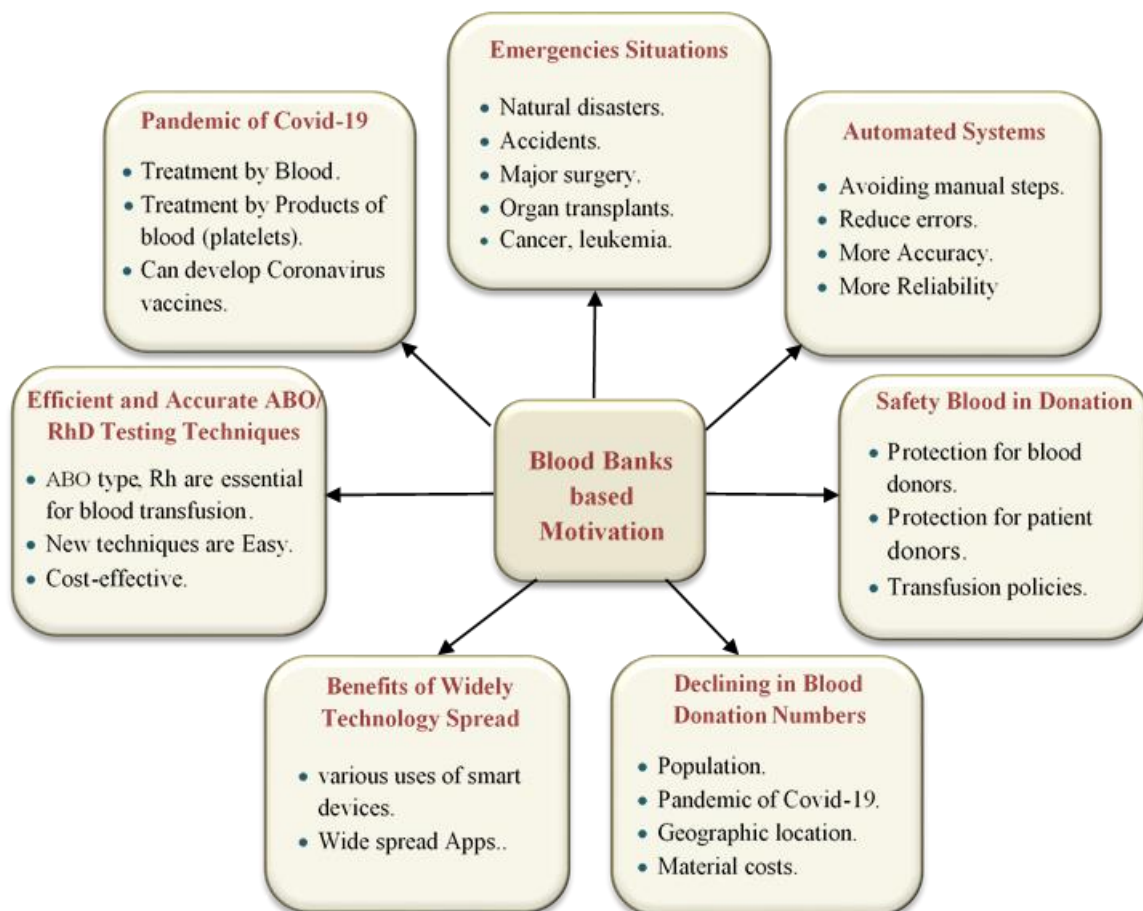 Emergencies Situations
• Natural disasters.
• Accidents.
• Major surgery.
• Organ transplants.
• Cancer, leukemia.
Pandemic of Covid-19
• Treatment by Blood.
• Treatment by Products of
blood (platelets).
• Can develop Coronavirus
vaccines.
Automated Systems
• Avoiding manual steps.
• Reduce errors.
• More Accuracy.
• More Reliability
Efficient and Accurate ABO/
RhD Testing Techniques
• ABO type, Rh are essential
for blood transfusion.
• New techniques are Easy.
• Cost-effective.
Blood Banks
based
Motivation
Safety Blood in Donation
• Protection for blood
donors.
• Protection for patient
donors.
• Transfusion policies.
Benefits of Widely
Technology Spread
• various uses of smart
devices.
• Wide spread Apps..
Declining in Blood
Donation Numbers
• Population.
• Pandemic of Covid-19.
• Geographic location.
• Material costs.